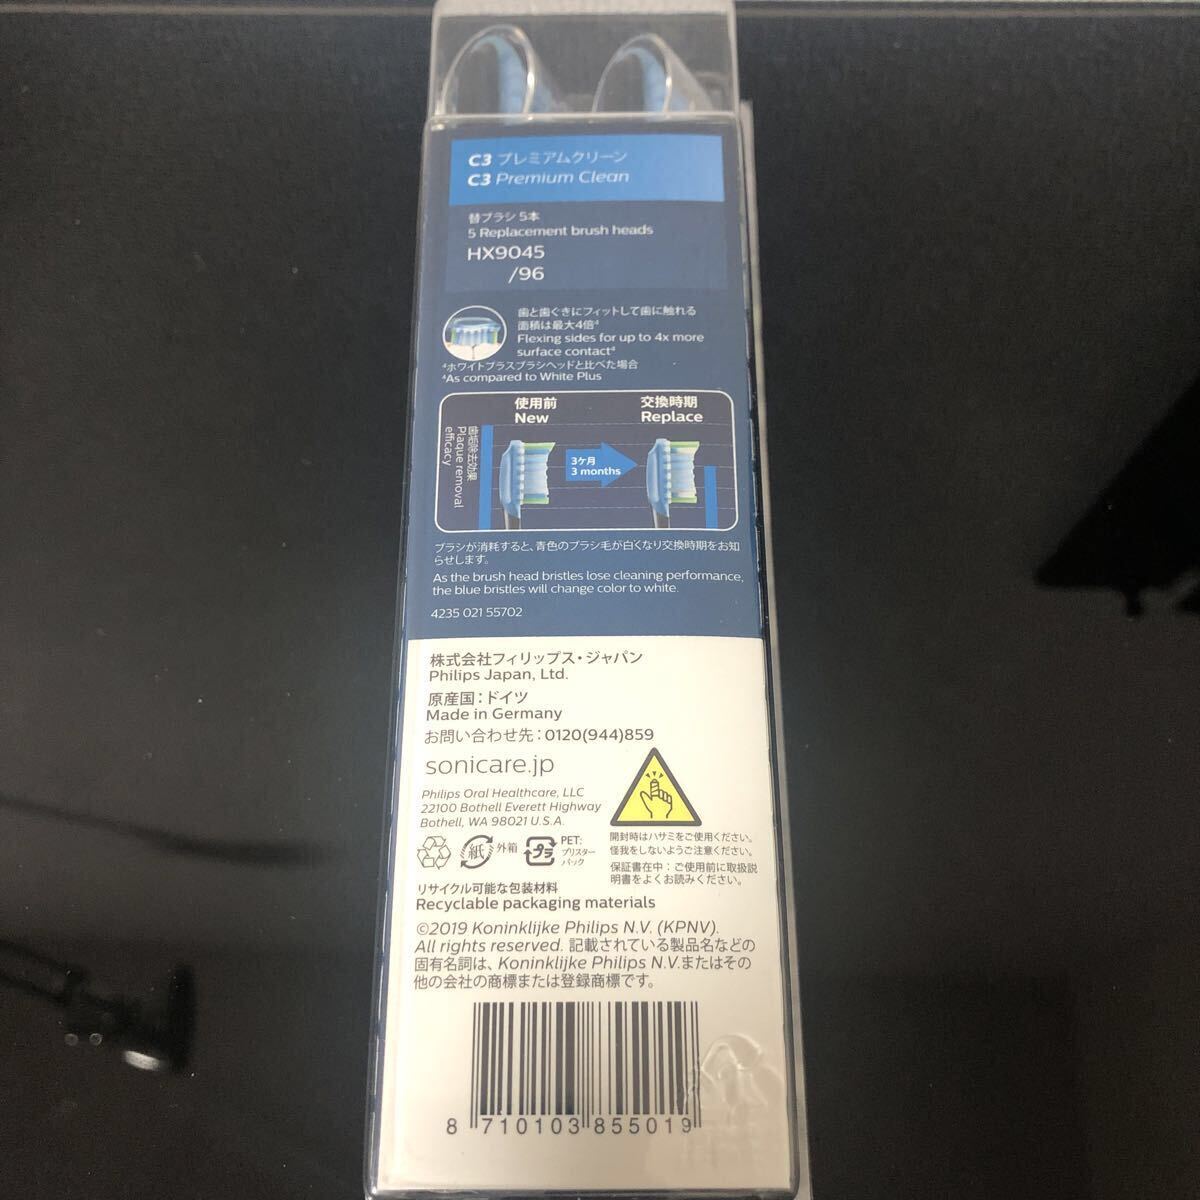 C3 プレミアムクリーン
C3 Premium Clean
替ブラシ 5本
5 Replacement brush heads
HX9045
/96
歯と歯ぐきにフィットして歯に触れる
面積は最大4倍⁴
Flexing sides for up to 4x more
surface contact⁴
⁴ホワイトプラスブラシヘッドと比べた場合
⁴As compared to White Plus
使用前
New
交換時期
Replace
歯垢除去効果
Plaque removal
efficacy
3ケ月
3 months
ブラシが消耗すると、青色のブラシ毛が白くなり交換時期をお知
らせします。
As the brush head bristles lose cleaning performance,
the blue bristles will change color to white.
4235 021 55702
株式会社フィリップス・ジャパン
Philips Japan, Ltd.
原産国：ドイツ
Made in Germany
お問い合わせ先：0120(944)859
sonicare.jp
Philips Oral Healthcare, LLC
22100 Bothell Everett Highway
Bothell, WA 98021 U.S.A.
紙 外箱
プラ
PET:
ブリスター
パック
開封時はハサミをご使用ください。
怪我をしないようご注意ください。
保証書在中：ご使用前に取扱説
明書をよくお読みください。
リサイクル可能な包装材料
Recyclable packaging materials
©2019 Koninklijke Philips N.V. (KPNV).
All rights reserved. 記載されている製品名などの
固有名詞は、Koninklijke Philips N.V.またはその
他の会社の商標または登録商標です。
8 710103 855019